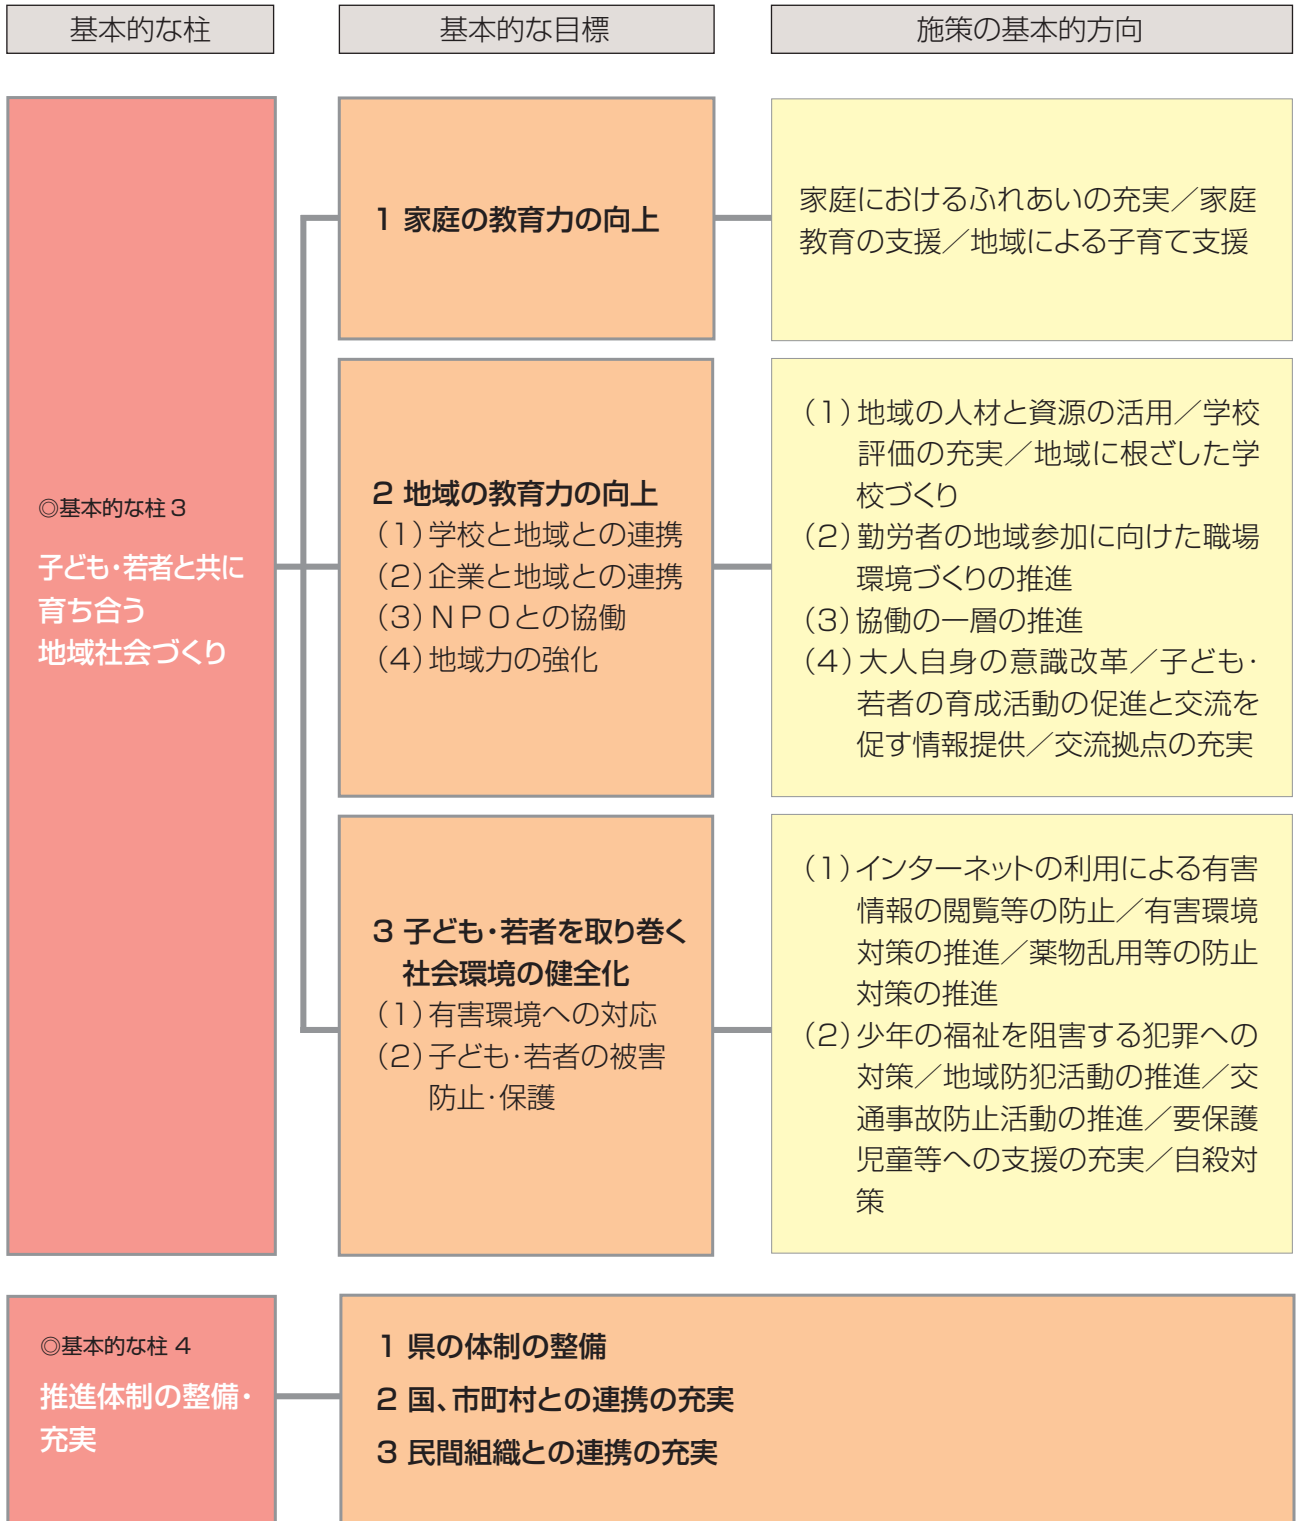 基本的な柱
基本的な目標
施策の基本的方向
◎基本的な柱3
子ども・若者と共に
育ち合う
地域社会づくり
1 家庭の教育力の向上
家庭におけるふれあいの充実／家庭
教育の支援／地域による子育て支援
2 地域の教育力の向上
(1)学校と地域との連携
(2)企業と地域との連携
(3)NPOとの協働
(4)地域力の強化
(1)地域の人材と資源の活用／学校
評価の充実／地域に根ざした学
校づくり
(2)勤労者の地域参加に向けた職場
環境づくりの推進
(3)協働の一層の推進
(4)大人自身の意識改革／子ども・
若者の育成活動の促進と交流を
促す情報提供／交流拠点の充実
3 子ども・若者を取り巻く
社会環境の健全化
(1)有害環境への対応
(2)子ども・若者の被害
防止・保護
(1)インターネットの利用による有害
情報の閲覧等の防止／有害環境
対策の推進／薬物乱用等の防止
対策の推進
(2)少年の福祉を阻害する犯罪への
対策／地域防犯活動の推進／交
通事故防止活動の推進／要保護
児童等への支援の充実／自殺対
策
◎基本的な柱 4
推進体制の整備・
充実
1 県の体制の整備
2 国、市町村との連携の充実
3 民間組織との連携の充実